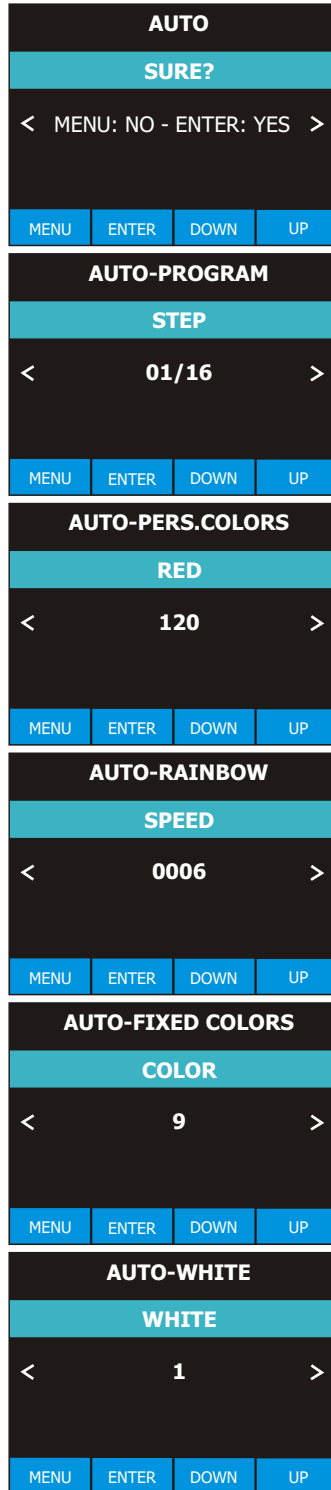 AUTO
SURE?
< MENU: NO - ENTER: YES >
MENU ENTER DOWN UP
AUTO-PROGRAM
STEP
< 01/16 >
MENU ENTER DOWN UP
AUTO-PERS.COLORS
RED
< 120 >
MENU ENTER DOWN UP
AUTO-RAINBOW
SPEED
< 0006 >
MENU ENTER DOWN UP
AUTO-FIXED COLORS
COLOR
< 9 >
MENU ENTER DOWN UP
AUTO-WHITE
WHITE
< 1 >
MENU ENTER DOWN UP